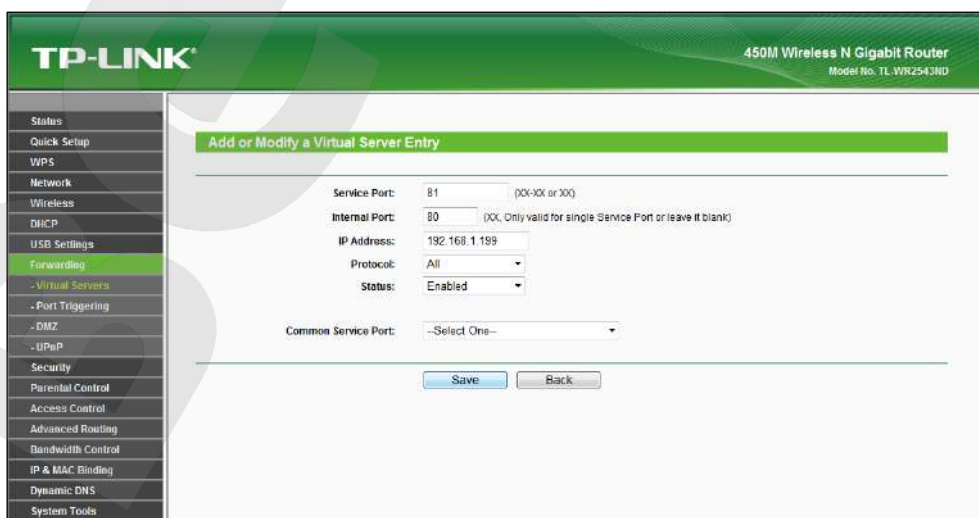 TP-LINK®
450M Wireless N Gigabit Router
Model No. TL-WR2543ND
Status
Quick Setup
WPS
Network
Wireless
DHCP
USB Settings
Forwarding
- Virtual Servers
- Port Triggering
- DMZ
- UPnP
Security
Parental Control
Access Control
Advanced Routing
Bandwidth Control
IP & MAC Binding
Dynamic DNS
System Tools
Add or Modify a Virtual Server Entry
Service Port: 81 (XX-XX or XX)
Internal Port: 80 (XX, Only valid for single Service Port or leave it blank)
IP Address: 192.168.1.199
Protocol: All
Status: Enabled
Common Service Port: --Select One--
Save Back